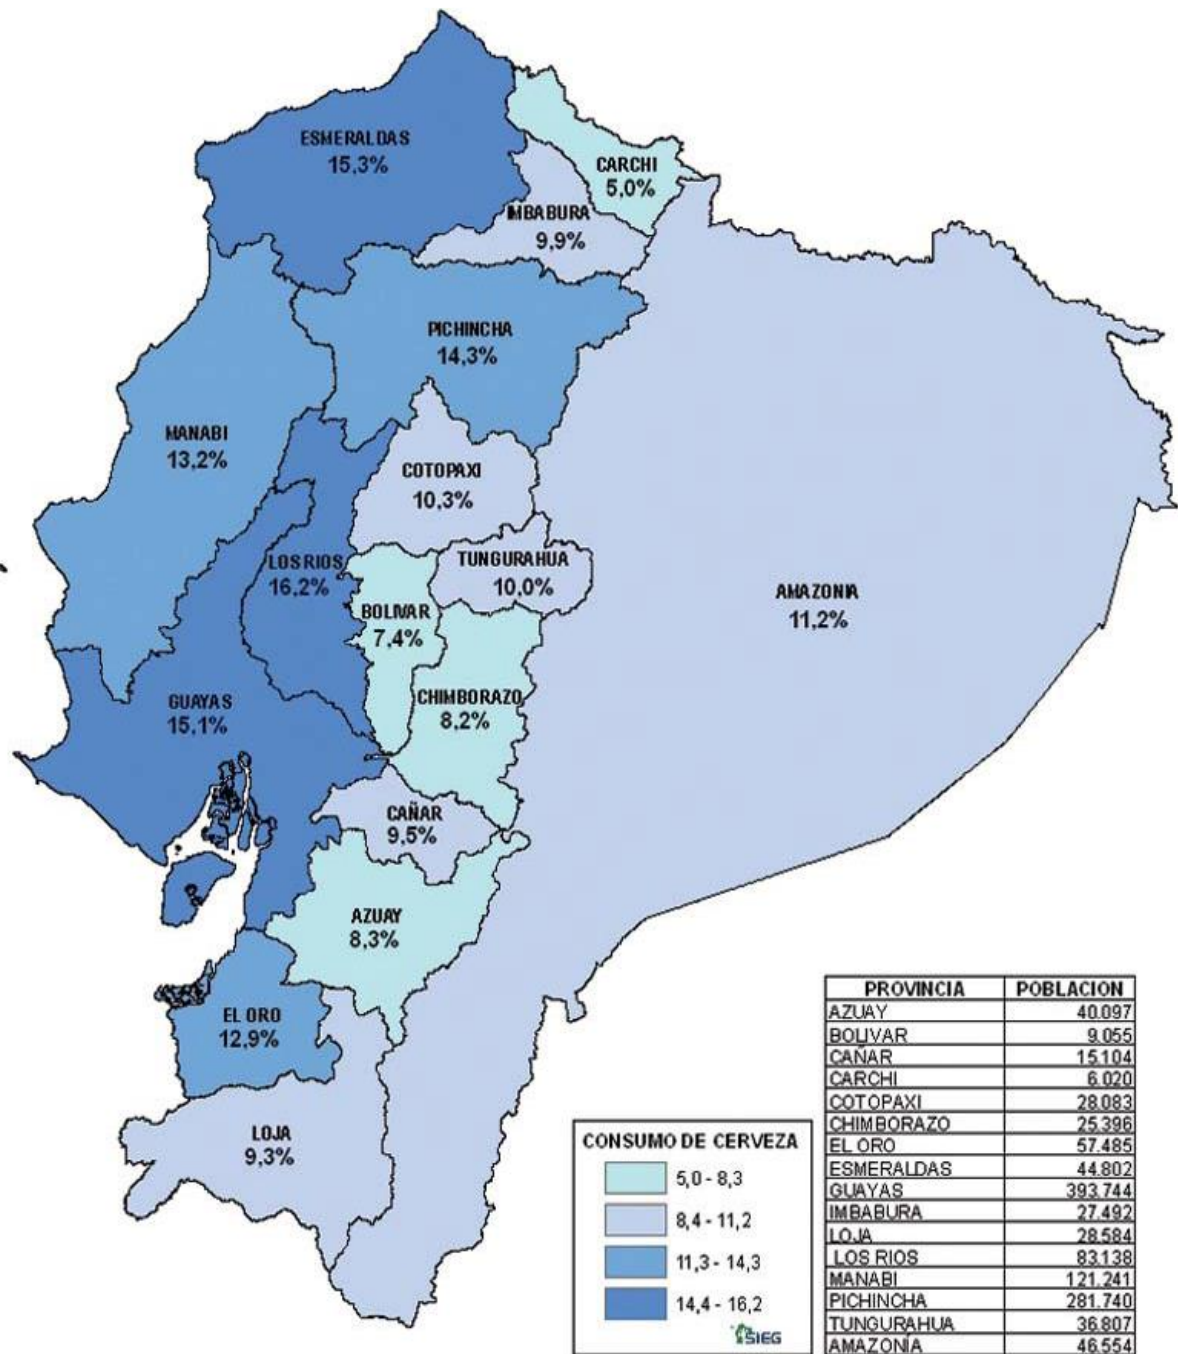 ESMERALDAS
15,3%
CARCHI
5,0%
IMBABURA
9,9%
PICHINCHA
14,3%
MANABI
13,2%
COTOPAXI
10,3%
LOS RIOS
16,2%
TUNGURAHUA
10,0%
BOLIVAR
7,4%
AMAZONIA
11,2%
GUAYAS
15,1%
CHIMBORAZO
8,2%
CAÑAR
9,5%
AZUAY
8,3%
EL ORO
12,9%
LOJA
9,3%
CONSUMO DE CERVEZA
5,0 - 8,3
8,4 - 11,2
11,3 - 14,3
14,4 - 16,2
SIEG
PROVINCIA POBLACION
AZUAY 40.097
BOLIVAR 9.055
CAÑAR 15.104
CARCHI 6.020
COTOPAXI 28.083
CHIMBORAZO 25.396
EL ORO 57.485
ESMERALDAS 44.802
GUAYAS 393.744
IMBABURA 27.492
LOJA 28.584
LOS RIOS 83.138
MANABI 121.241
PICHINCHA 281.740
TUNGURAHUA 36.807
AMAZONÍA 46.554